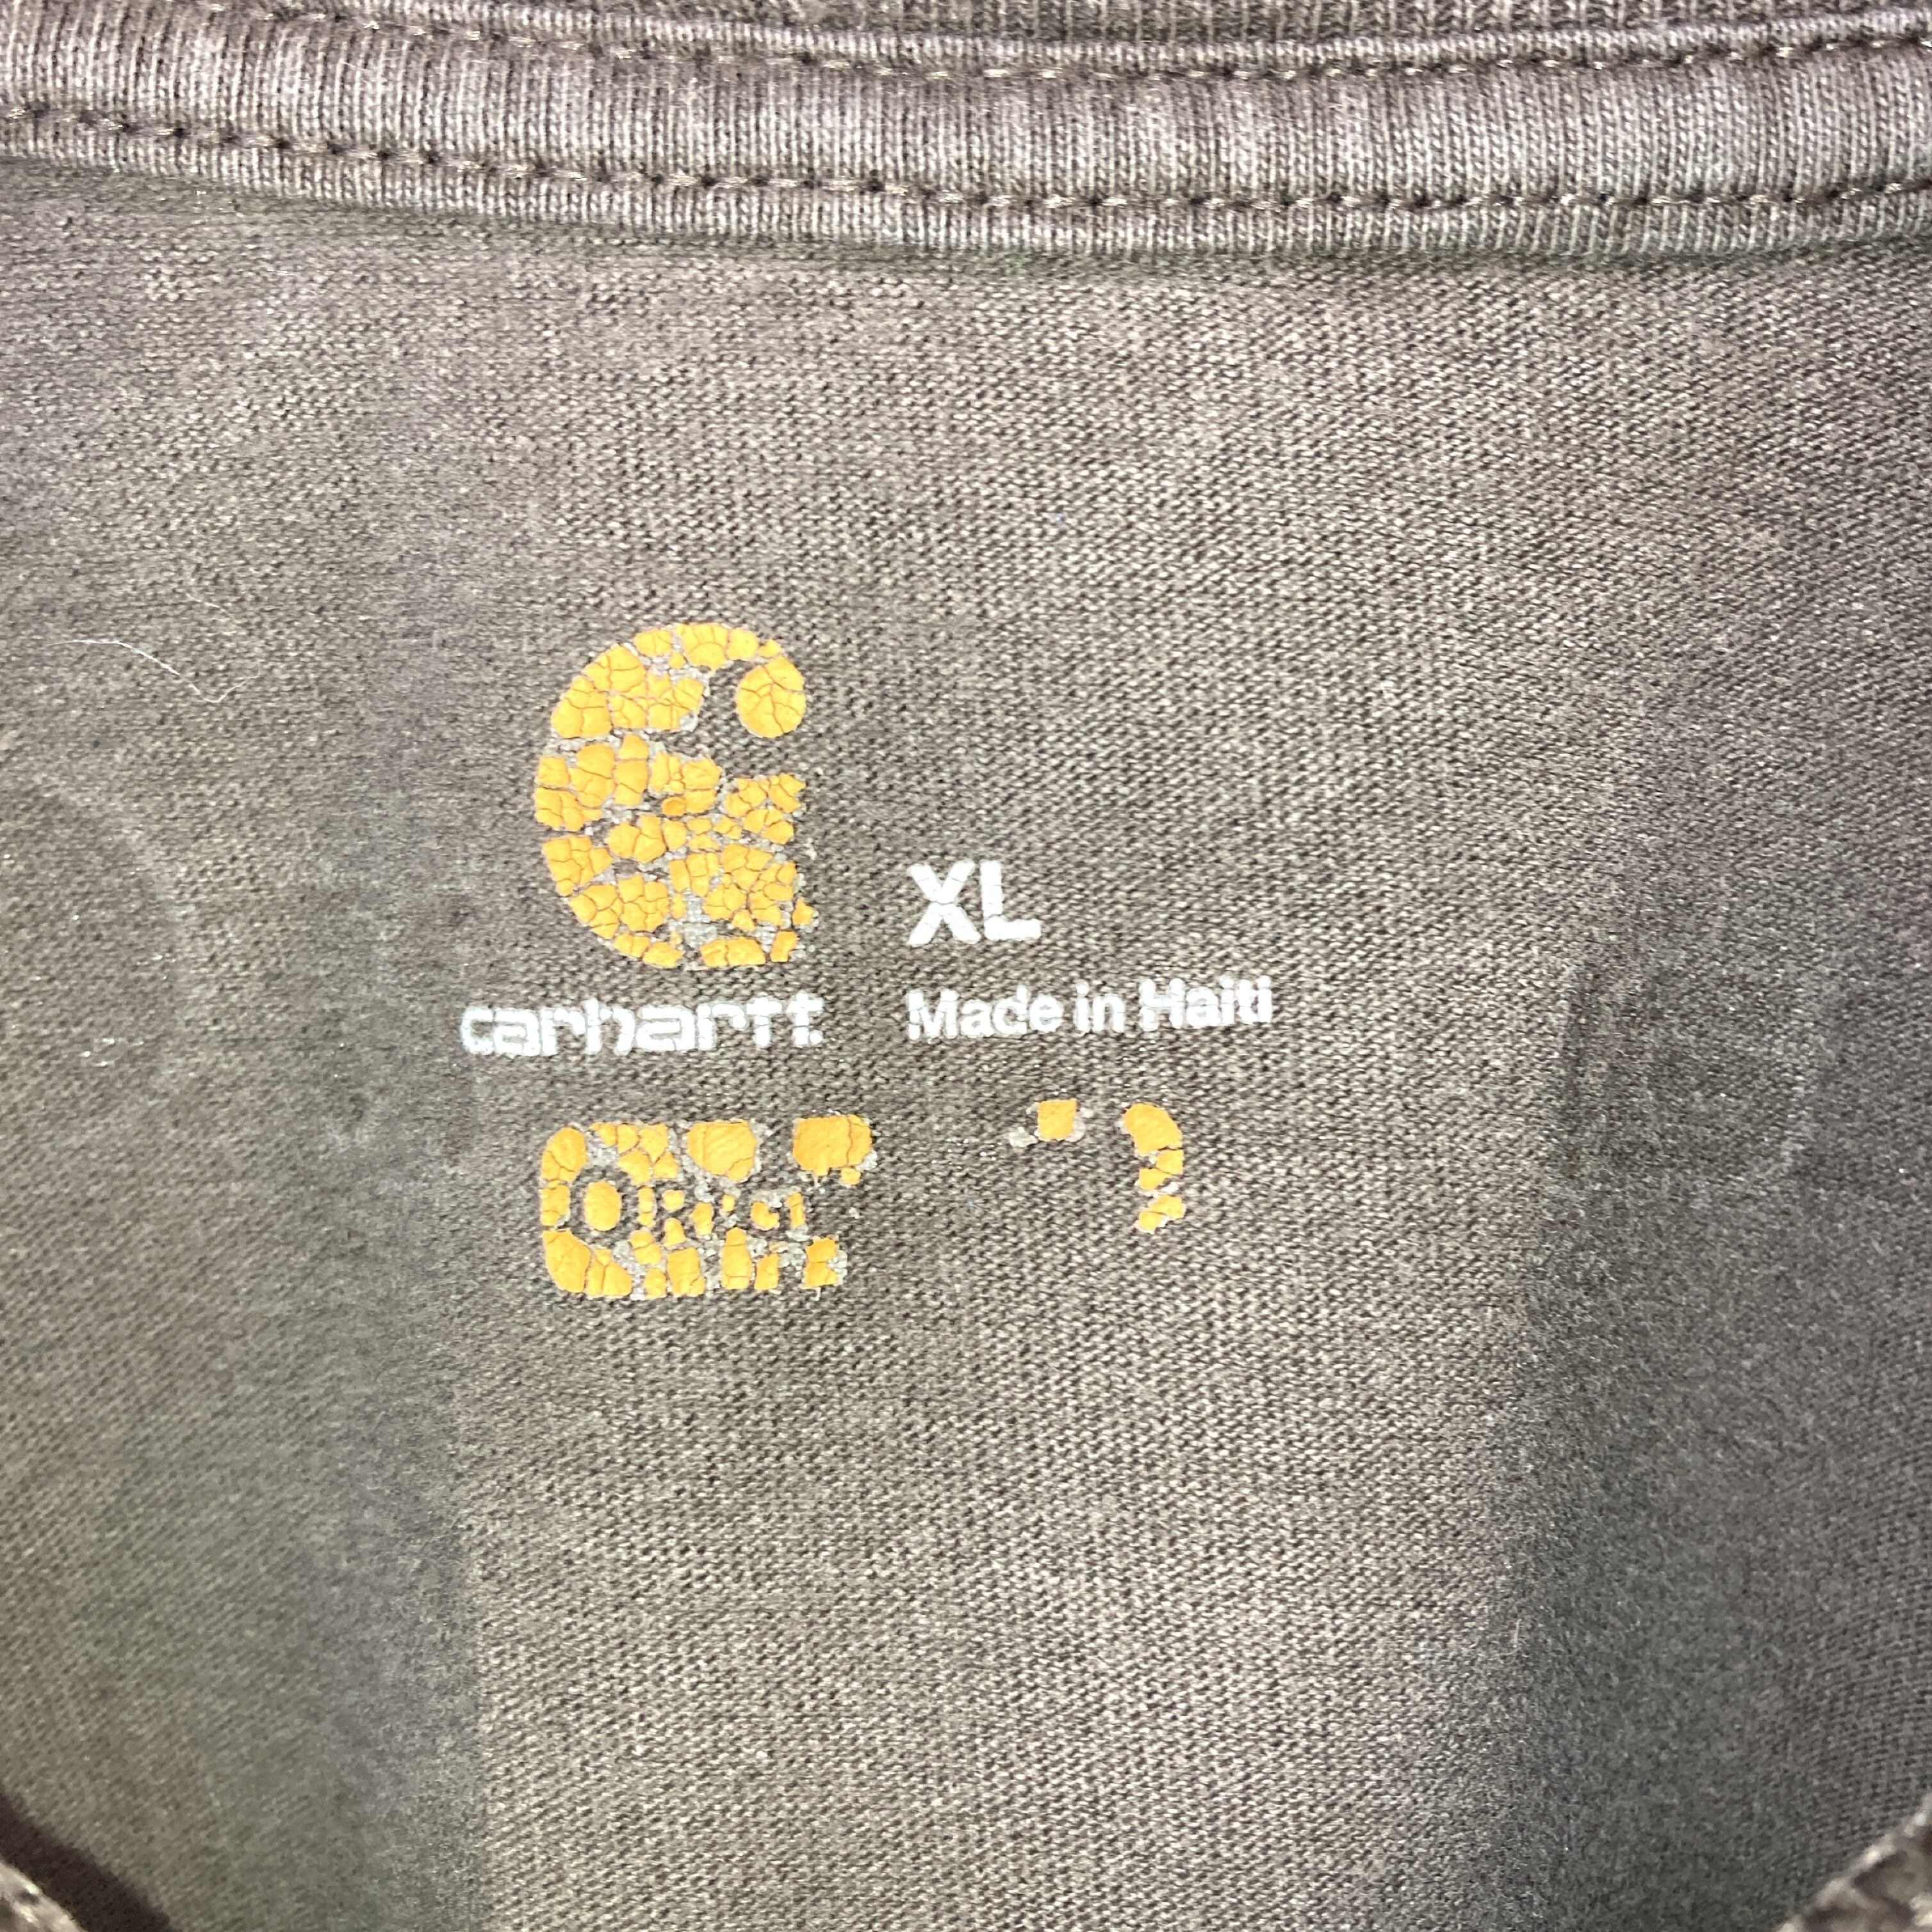 XL
carhartt
Made in Haiti